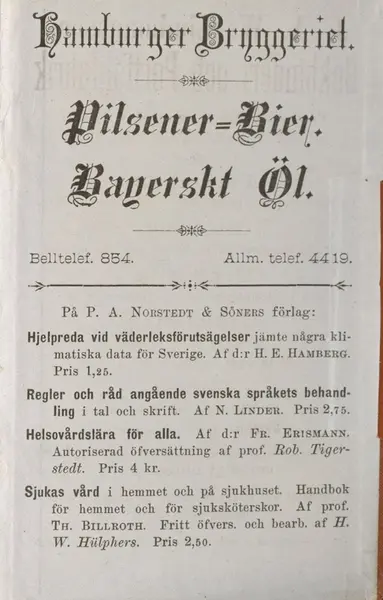 Hamburger Bryggeriet.
Pilsener=Bier.
Bayerskt Öl.
Belltelef. 854. Allm. telef. 4419.
På P. A. NORSTEDT & SÖNERS förlag:
Hjelpreda vid väderleksförutsägelser jämte några kli-
matiska data för Sverige. Af d:r H. E. HAMBERG.
Pris 1,25.
Regler och råd angående svenska språkets behand-
ling i tal och skrift. Af N. LINDER. Pris 2,75.
Helsovårdslära för alla. Af d:r FR. ERISMANN.
Autoriserad öfversättning af prof. Rob. Tiger-
stedt. Pris 4 kr.
Sjukas vård i hemmet och på sjukhuset. Handbok
för hemmet och för sjuksköterskor. Af prof.
TH. BILLROTH. Fritt öfvers. och bearb. af H.
W. Hülphers. Pris 2,50.